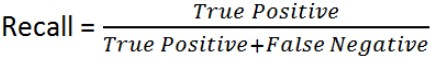 Recall = True Positive / True Positive+False Negative